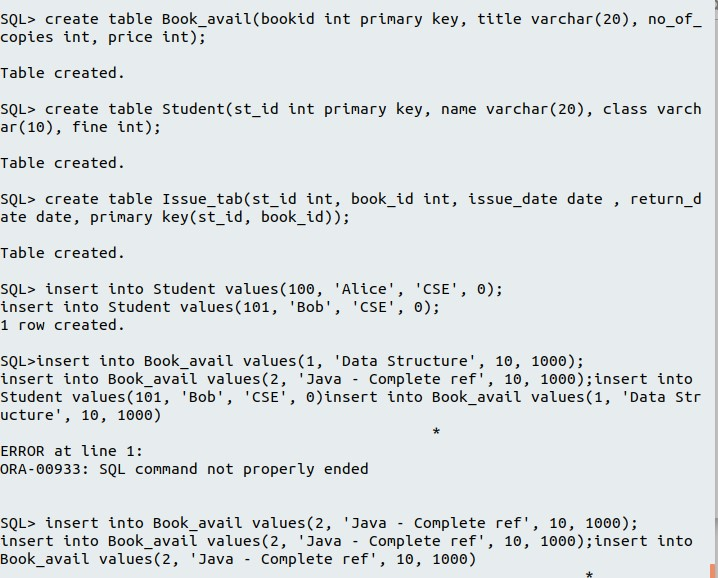 SQL> create table Book_avail(bookid int primary key, title varchar(20), no_of_
copies int, price int);
Table created.
SQL> create table Student(st_id int primary key, name varchar(20), class varch
ar(10), fine int);
Table created.
SQL> create table Issue_tab(st_id int, book_id int, issue_date date , return_d
ate date, primary key(st_id, book_id));
Table created.
SQL> insert into Student values(100, 'Alice', 'CSE', 0);
insert into Student values(101, 'Bob', 'CSE', 0);
1 row created.
SQL>insert into Book_avail values(1, 'Data Structure', 10, 1000);
insert into Book_avail values(2, 'Java - Complete ref', 10, 1000);insert into
Student values(101, 'Bob', 'CSE', 0)insert into Book_avail values(1, 'Data Str
ucture', 10, 1000)
*
ERROR at line 1:
ORA-00933: SQL command not properly ended
SQL> insert into Book_avail values(2, 'Java - Complete ref', 10, 1000);
insert into Book_avail values(2, 'Java - Complete ref', 10, 1000);insert into
Book_avail values(2, 'Java - Complete ref', 10, 1000)
*